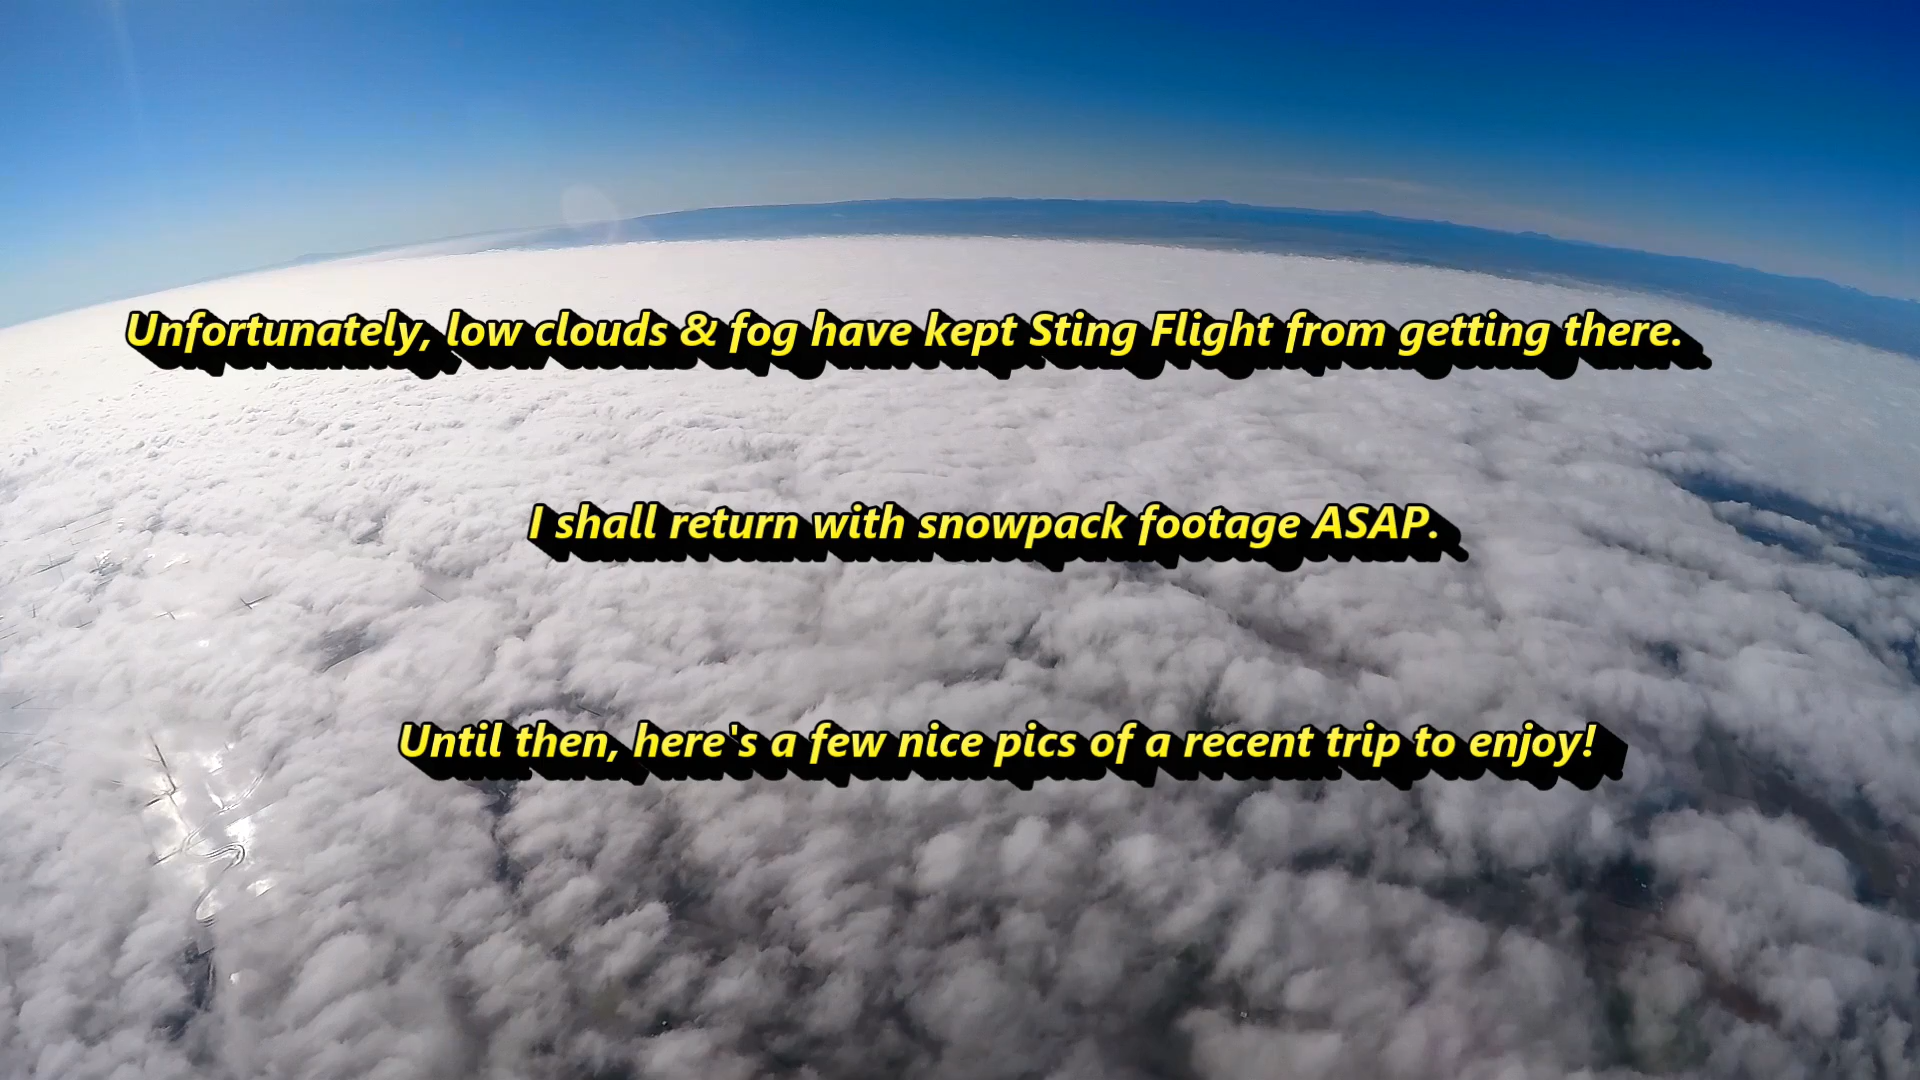 Unfortunately, low clouds & fog have kept Sting Flight from getting there.
I shall return with snowpack footage ASAP.
Until then, here's a few nice pics of a recent trip to enjoy!